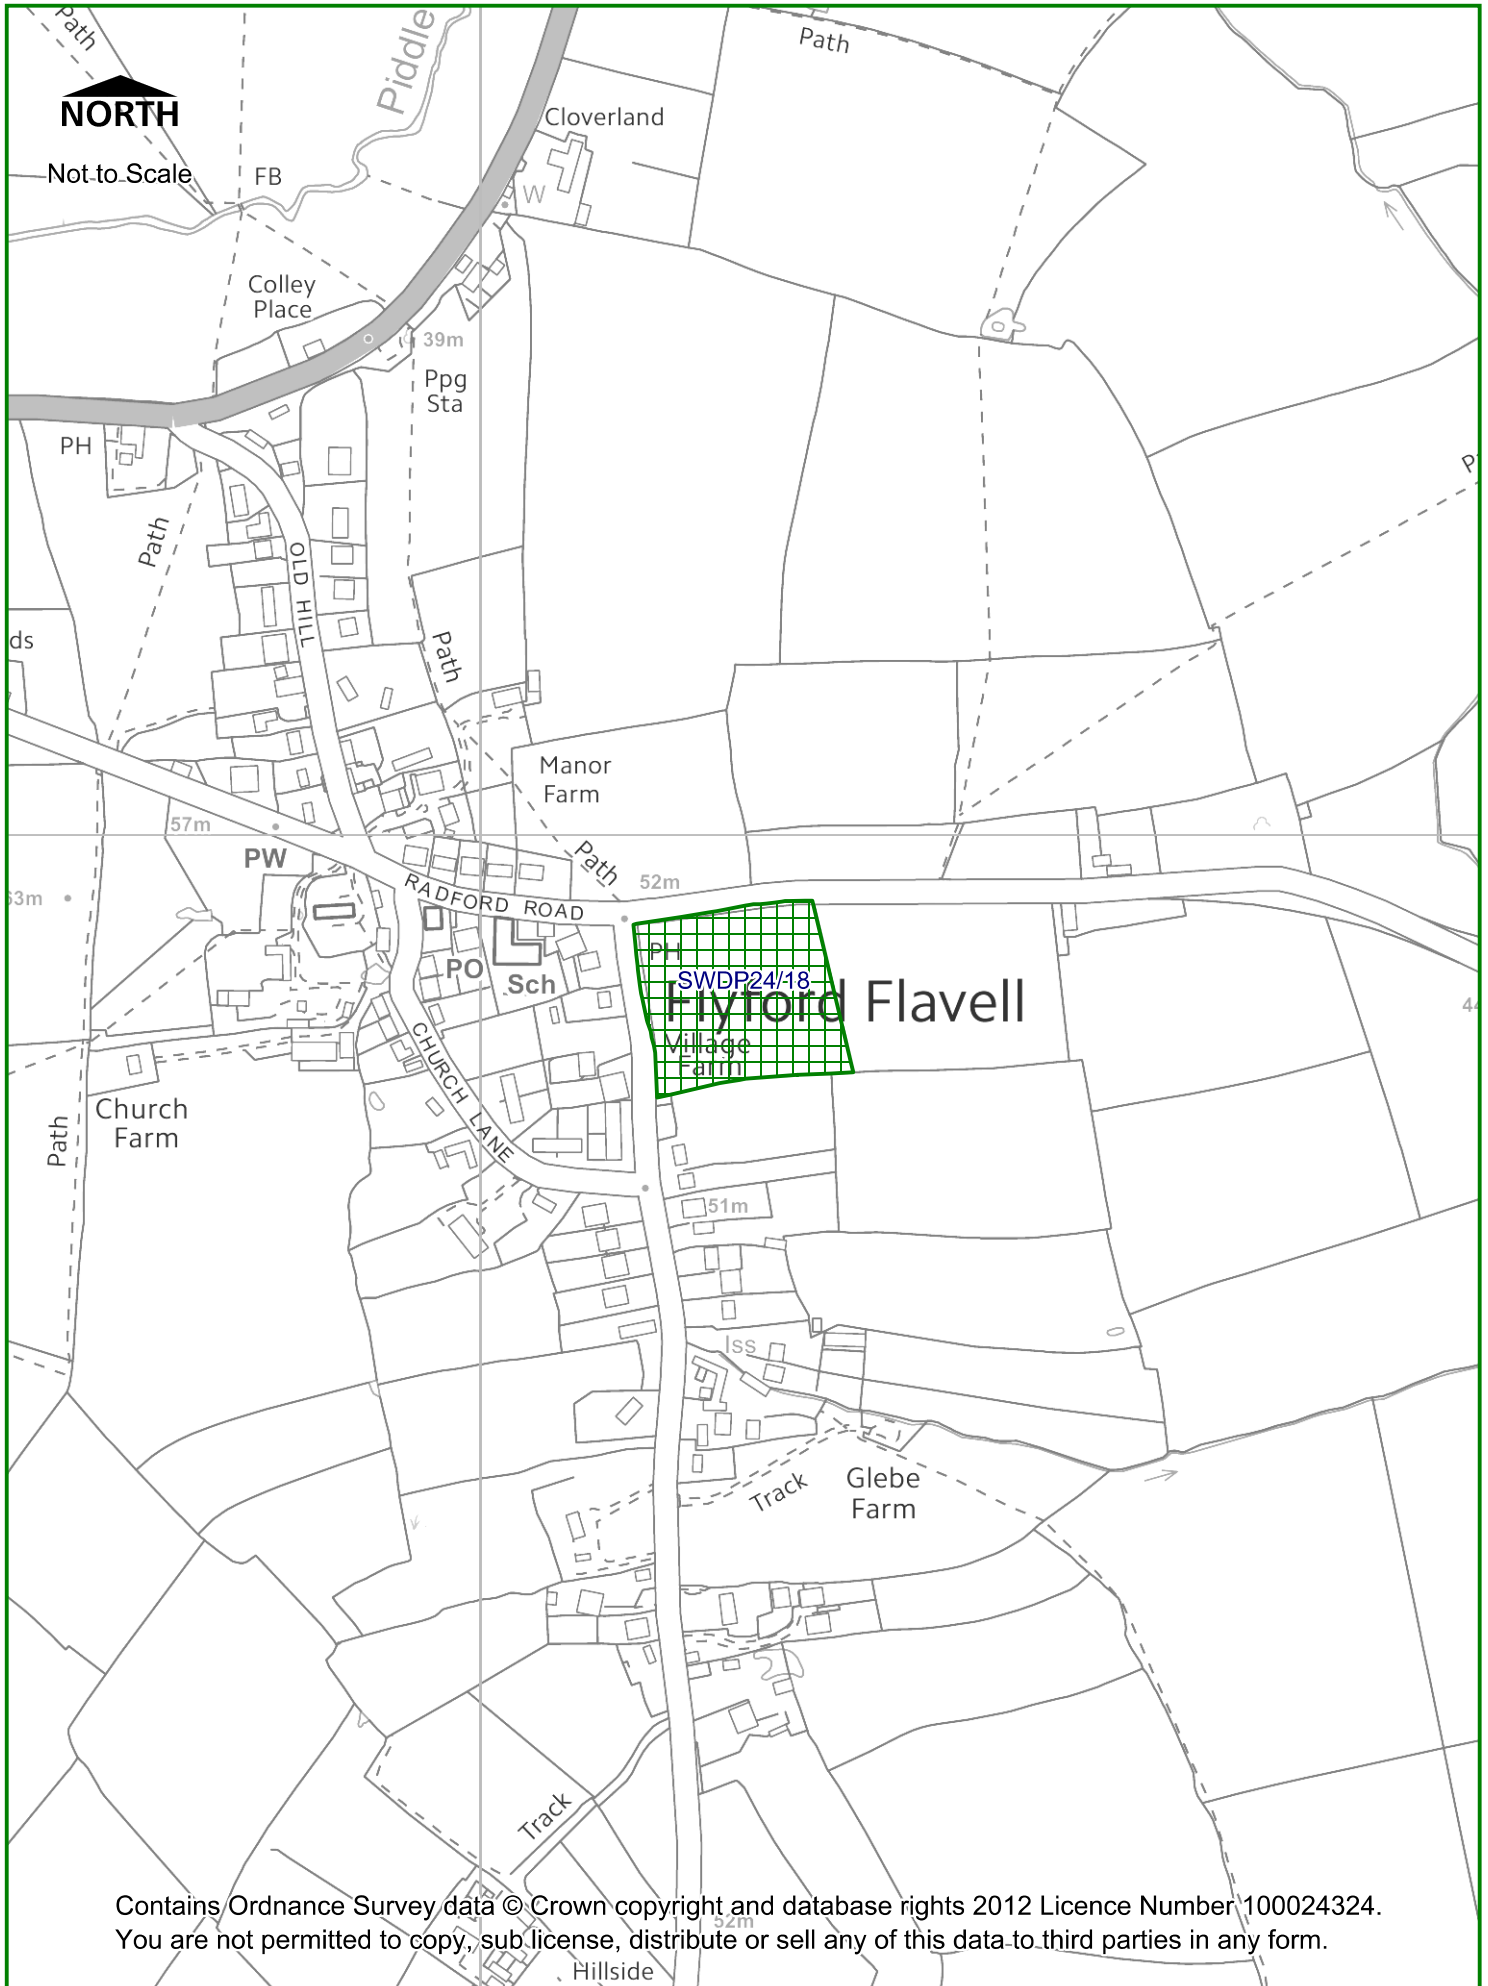 Path
Piddle
Path
NORTH
Cloverland
Not to Scale
FB
W
Colley
Place
39m
Ppg
Sta
PH
Path
OLD HILL
ds
Path
Manor
Farm
57m
PW
Path
52m
63m
RADFORD ROAD
PH
PO
Sch
SWDP24/18
Flyford Flavell
44
Village
Farm
CHURCH LANE
Church
Farm
Path
51m
Iss
Track
Glebe
Farm
Track
Contains Ordnance Survey data © Crown copyright and database rights 2012 Licence Number 100024324.
52m
You are not permitted to copy, sub license, distribute or sell any of this data to third parties in any form.
Hillside